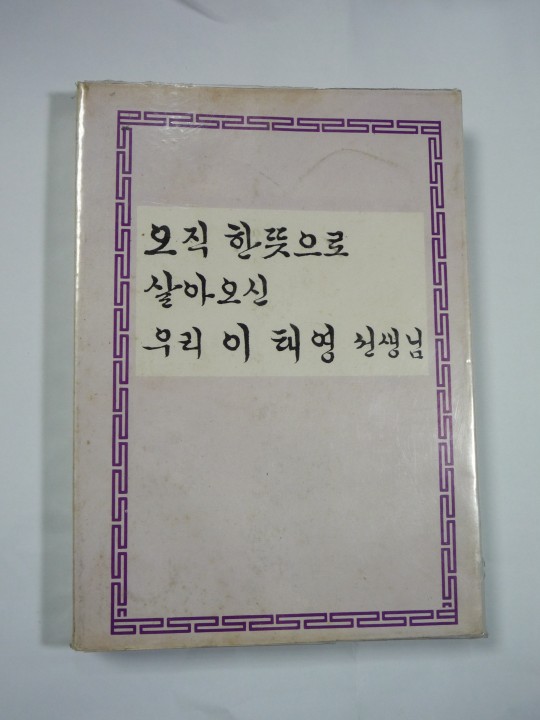 오직 한뜻으로
살아오신
우리 이 태영 선생님